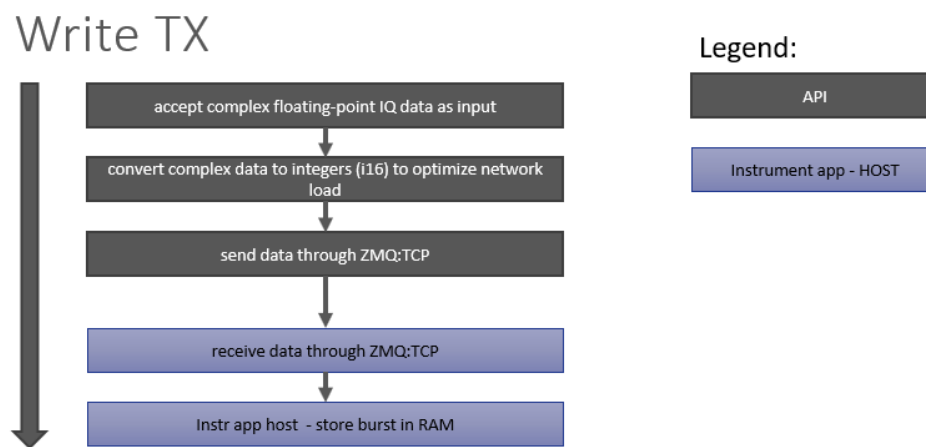 Write TX
Legend:
accept complex floating-point IQ data as input
API
convert complex data to integers (i16) to optimize network
load
Instrument app - HOST
send data through ZMQ:TCP
receive data through ZMQ:TCP
Instr app host - store burst in RAM